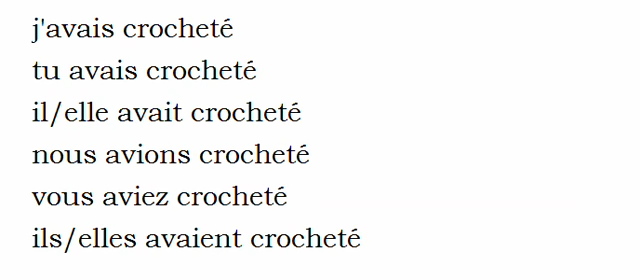 j'avais crocheté
tu avais crocheté
il/elle avait crocheté
nous avions crocheté
vous aviez crocheté
ils/elles avaient crocheté